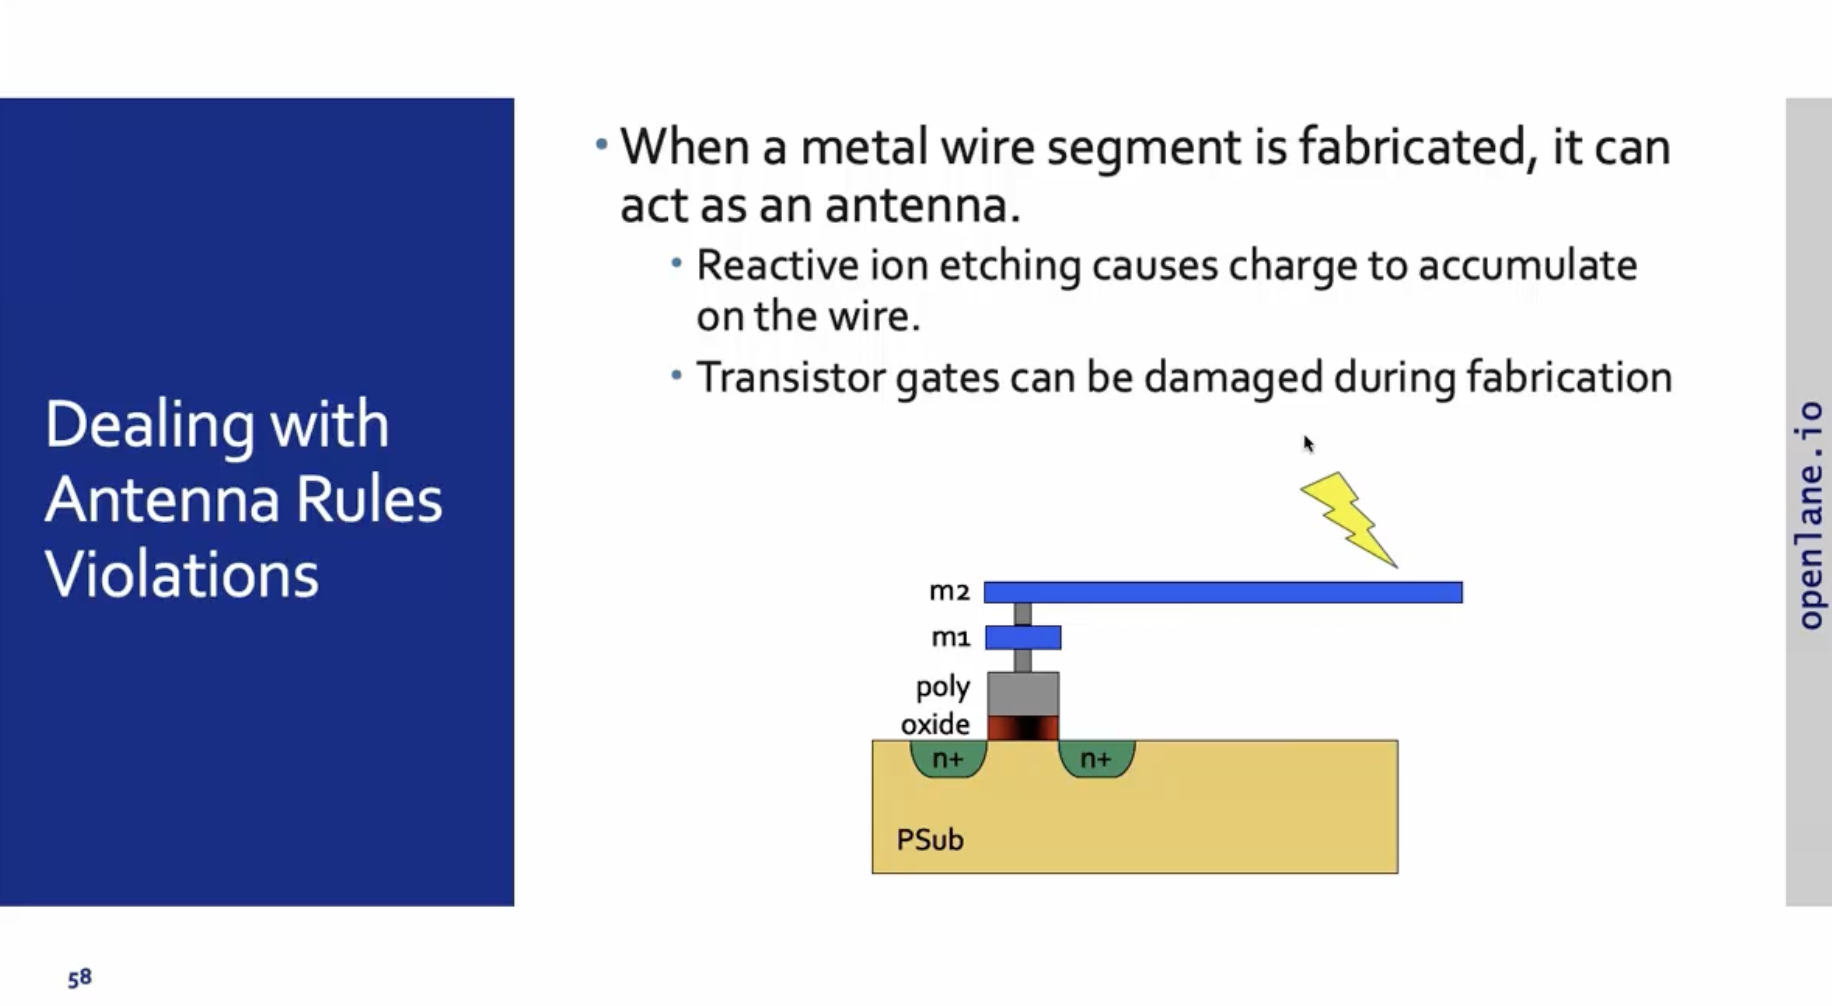 Dealing with
Antenna Rules
Violations
• When a metal wire segment is fabricated, it can
act as an antenna.
• Reactive ion etching causes charge to accumulate
on the wire.
• Transistor gates can be damaged during fabrication
m2
m1
poly
oxide
n+ n+
PSub
openlane.io
58